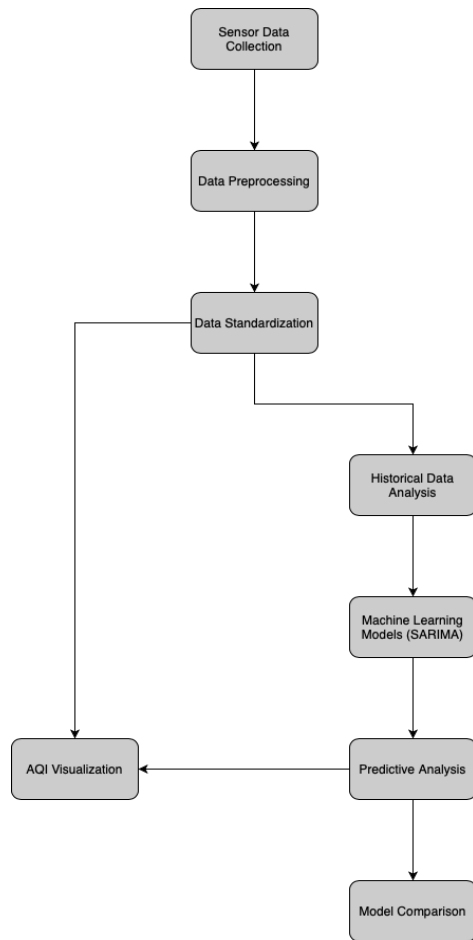 Sensor Data
Collection
Data Preprocessing
Data Standardization
Historical Data
Analysis
Machine Learning
Models (SARIMA)
AQI Visualization
Predictive Analysis
Model Comparison